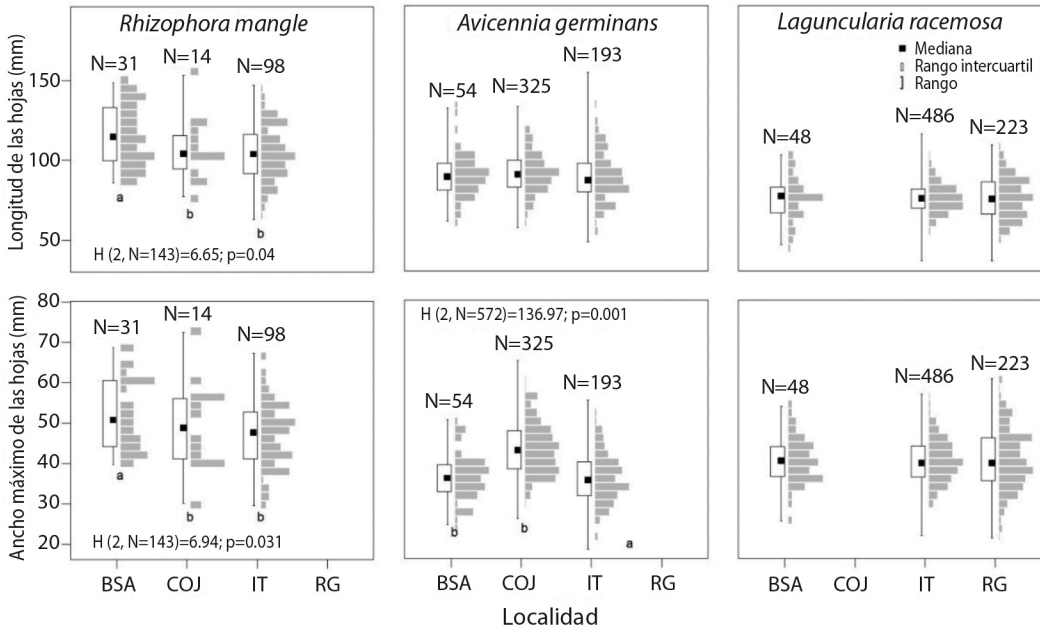 Rhizophora mangle
Avicennia germinans
Laguncularia racemosa
Longitud de las hojas (mm)
150
100
50
N=31
N=14
N=98
a
b
b
H (2, N=143)=6.65; p=0.04
N=54
N=325
N=193
Mediana
Rango intercuartil
Rango
N=48
N=486
N=223
Ancho máximo de las hojas (mm)
80
70
60
50
40
30
20
N=31
N=14
N=98
a
b
b
H (2, N=143)=6.94; p=0.031
H (2, N=572)=136.97; p=0.001
N=54
N=325
N=193
b
b
a
N=48
N=486
N=223
BSA
COJ
IT
RG
BSA
COJ
IT
RG
BSA
COJ
IT
RG
Localidad